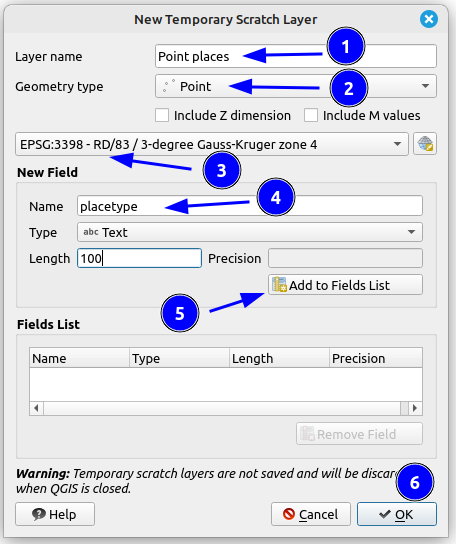 New Temporary Scratch Layer
Layer name Point places 1
Geometry type Point 2
Include Z dimension Include M values
EPSG:3398 - RD/83 / 3-degree Gauss-Kruger zone 4
3
New Field
Name placetype 4
Type abc Text
Length 100 Precision
5 Add to Fields List
Fields List
Name Type Length Precision
Remove Field
Warning: Temporary scratch layers are not saved and will be discar
when QGIS is closed. 6
? Help Cancel OK